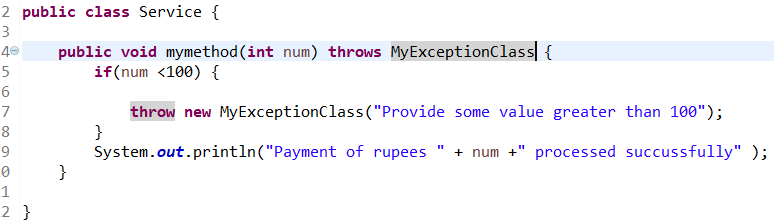 2 public class Service {
3
4 public void mymethod(int num) throws MyExceptionClass {
5 if(num <100) {
6
7 throw new MyExceptionClass("Provide some value greater than 100");
8 }
9 System.out.println("Payment of rupees " + num +" processed succussfully" );
0 }
1
2 }